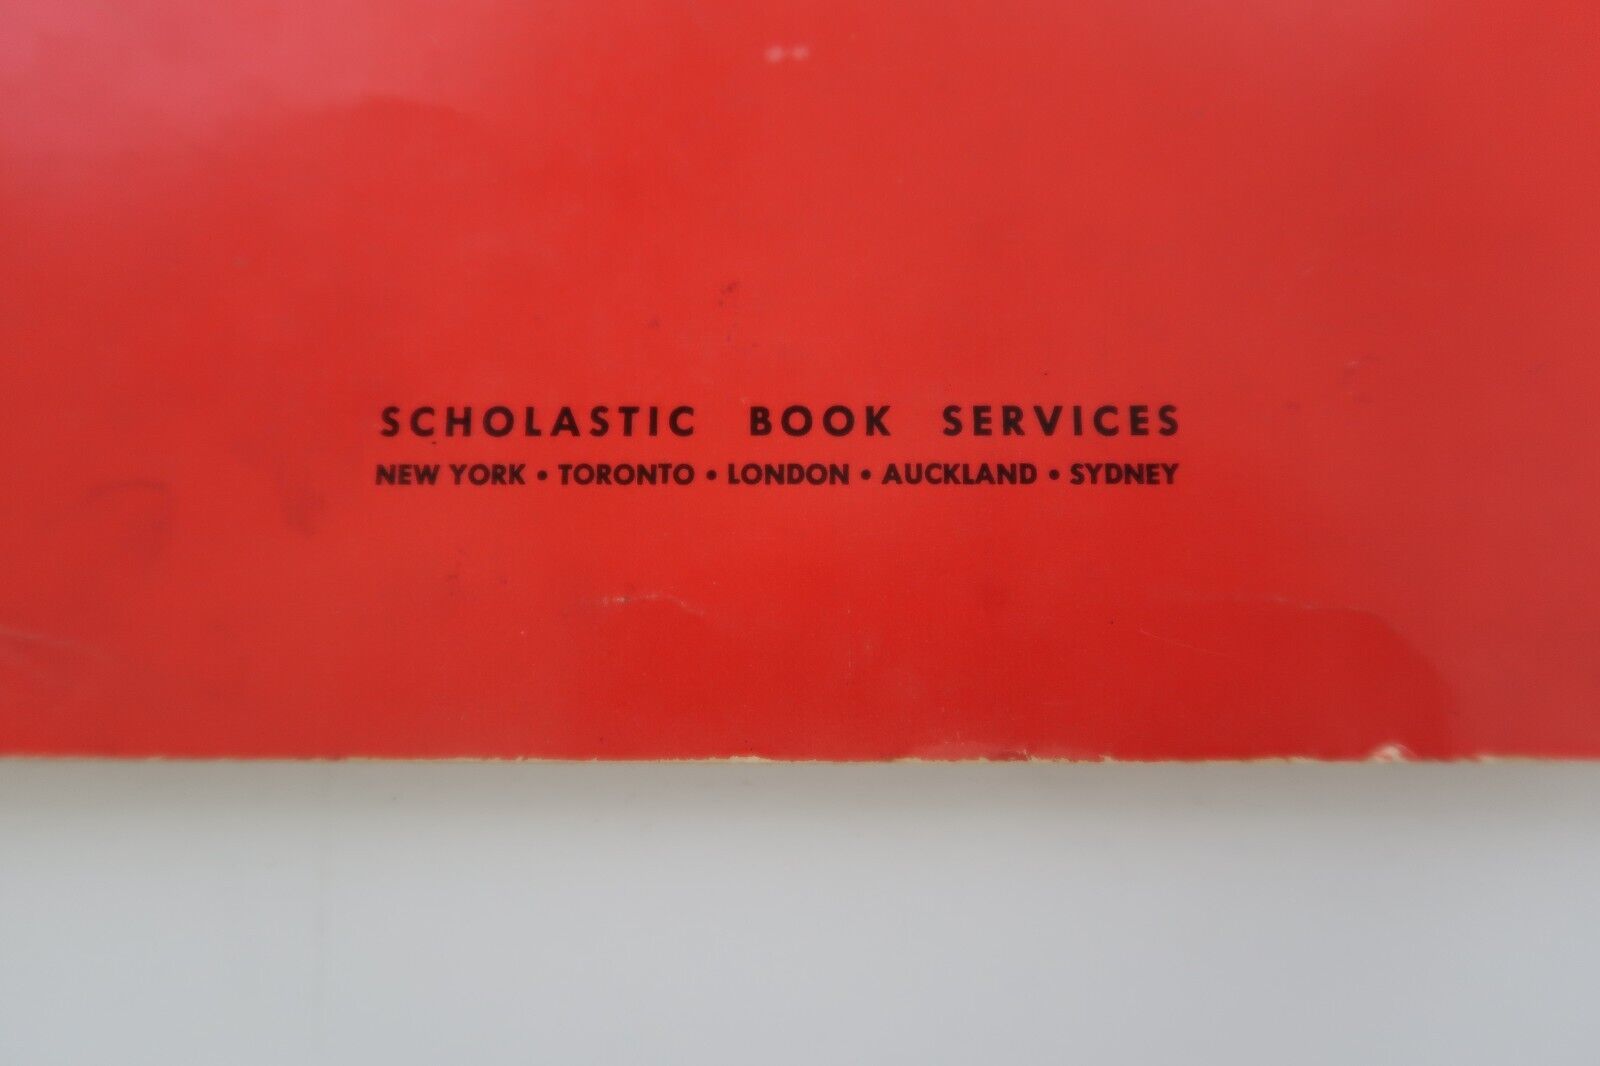 SCHOLASTIC BOOK SERVICES
NEW YORK • TORONTO • LONDON • AUCKLAND • SYDNEY